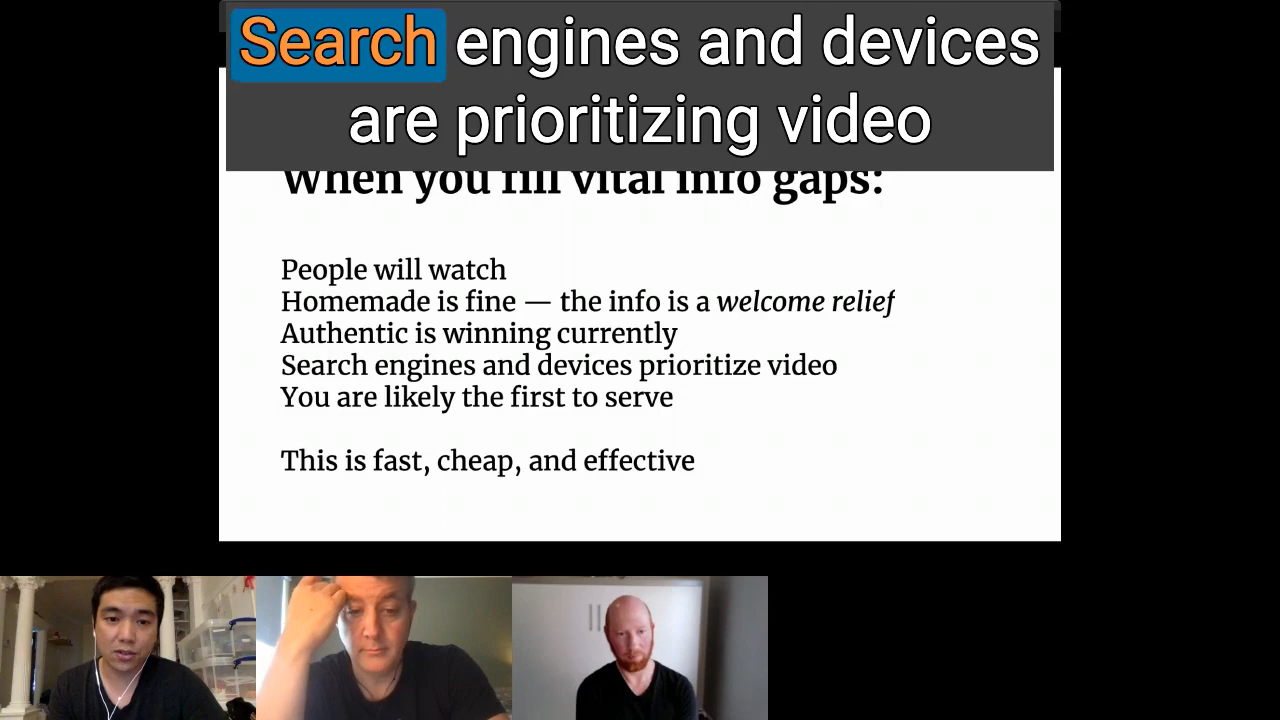 Search engines and devices
are prioritizing video
When you fill vital info gaps:
People will watch
Homemade is fine — the info is a welcome relief
Authentic is winning currently
Search engines and devices prioritize video
You are likely the first to serve
This is fast, cheap, and effective